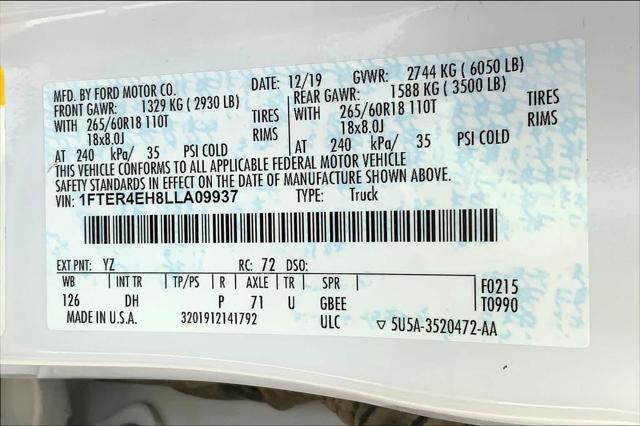 MFD. BY FORD MOTOR CO. DATE: 12/19 GVWR: 2744 KG (6050 LB)
FRONT GAWR: 1329 KG (2930 LB) REAR GAWR: 1588 KG (3500 LB)
WITH 265/60R18 110T TIRES WITH 265/60R18 110T TIRES
18x8.0J RIMS 18x8.0J RIMS
AT 240 kPa/ 35 PSI COLD AT 240 kPa/ 35 PSI COLD
THIS VEHICLE CONFORMS TO ALL APPLICABLE FEDERAL MOTOR VEHICLE
SAFETY STANDARDS IN EFFECT ON THE DATE OF MANUFACTURE SHOWN ABOVE.
VIN: 1FTER4EH8LLA09937 TYPE: Truck
EXT PNT: YZ RC: 72 DSO:
WB INT TR TP/PS R AXLE TR SPR F0215
126 DH P 71 U GBEE T0990
MADE IN U.S.A. 3201912141792 ULC ▽ 5U5A-3520472-AA